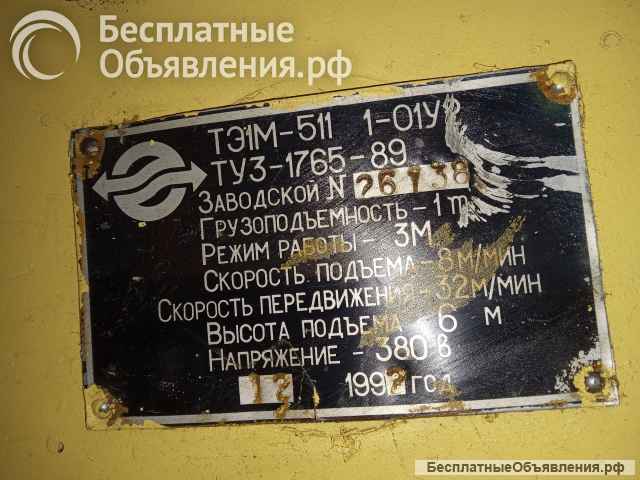 Бесплатные
Объявления.рф
ТЭ1М-511 1-01У2
ТУ3-1765-89
ЗАВОДСКОЙ N 26738
ГРУЗОПОДЪЕМНОСТЬ - 1 т
РЕЖИМ РАБОТЫ - 3М
СКОРОСТЬ ПОДЪЕМА - 8 М/МИН
СКОРОСТЬ ПЕРЕДВИЖЕНИЯ - 32 М/МИН
ВЫСОТА ПОДЪЕМА - 6 М
НАПРЯЖЕНИЕ - 380 В
12 1992 год
БесплатныеОбъявления.рф